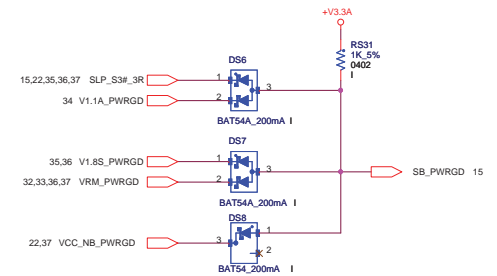 +V3.3A
RS31
1K_5%
0402
I
DS6
15,22,35,36,37 SLP_S3#_3R 1
3
34 V1.1A_PWRGD 2
BAT54A_200mA I
DS7
35,36 V1.8S_PWRGD 1
3
32,33,36,37 VRM_PWRGD 2
SB_PWRGD 15
BAT54A_200mA I
DS8
1
22,37 VCC_NB_PWRGD 3
2
BAT54_200mA I